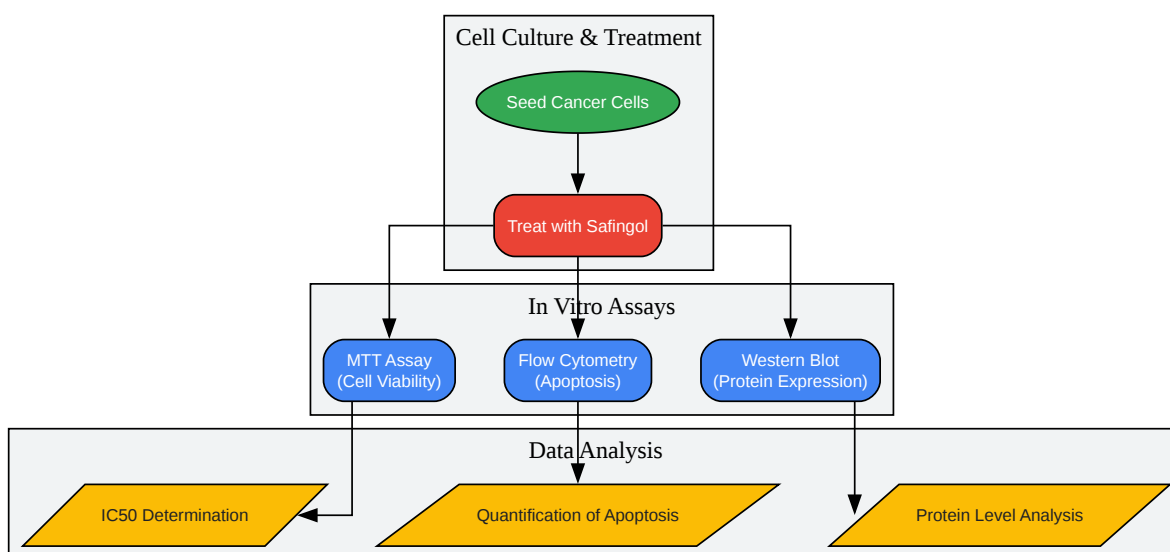 Cell Culture & Treatment
Seed Cancer Cells
Treat with Safingol
In Vitro Assays
MTT Assay
(Cell Viability)
Flow Cytometry
(Apoptosis)
Western Blot
(Protein Expression)
Data Analysis
IC50 Determination
Quantification of Apoptosis
Protein Level Analysis